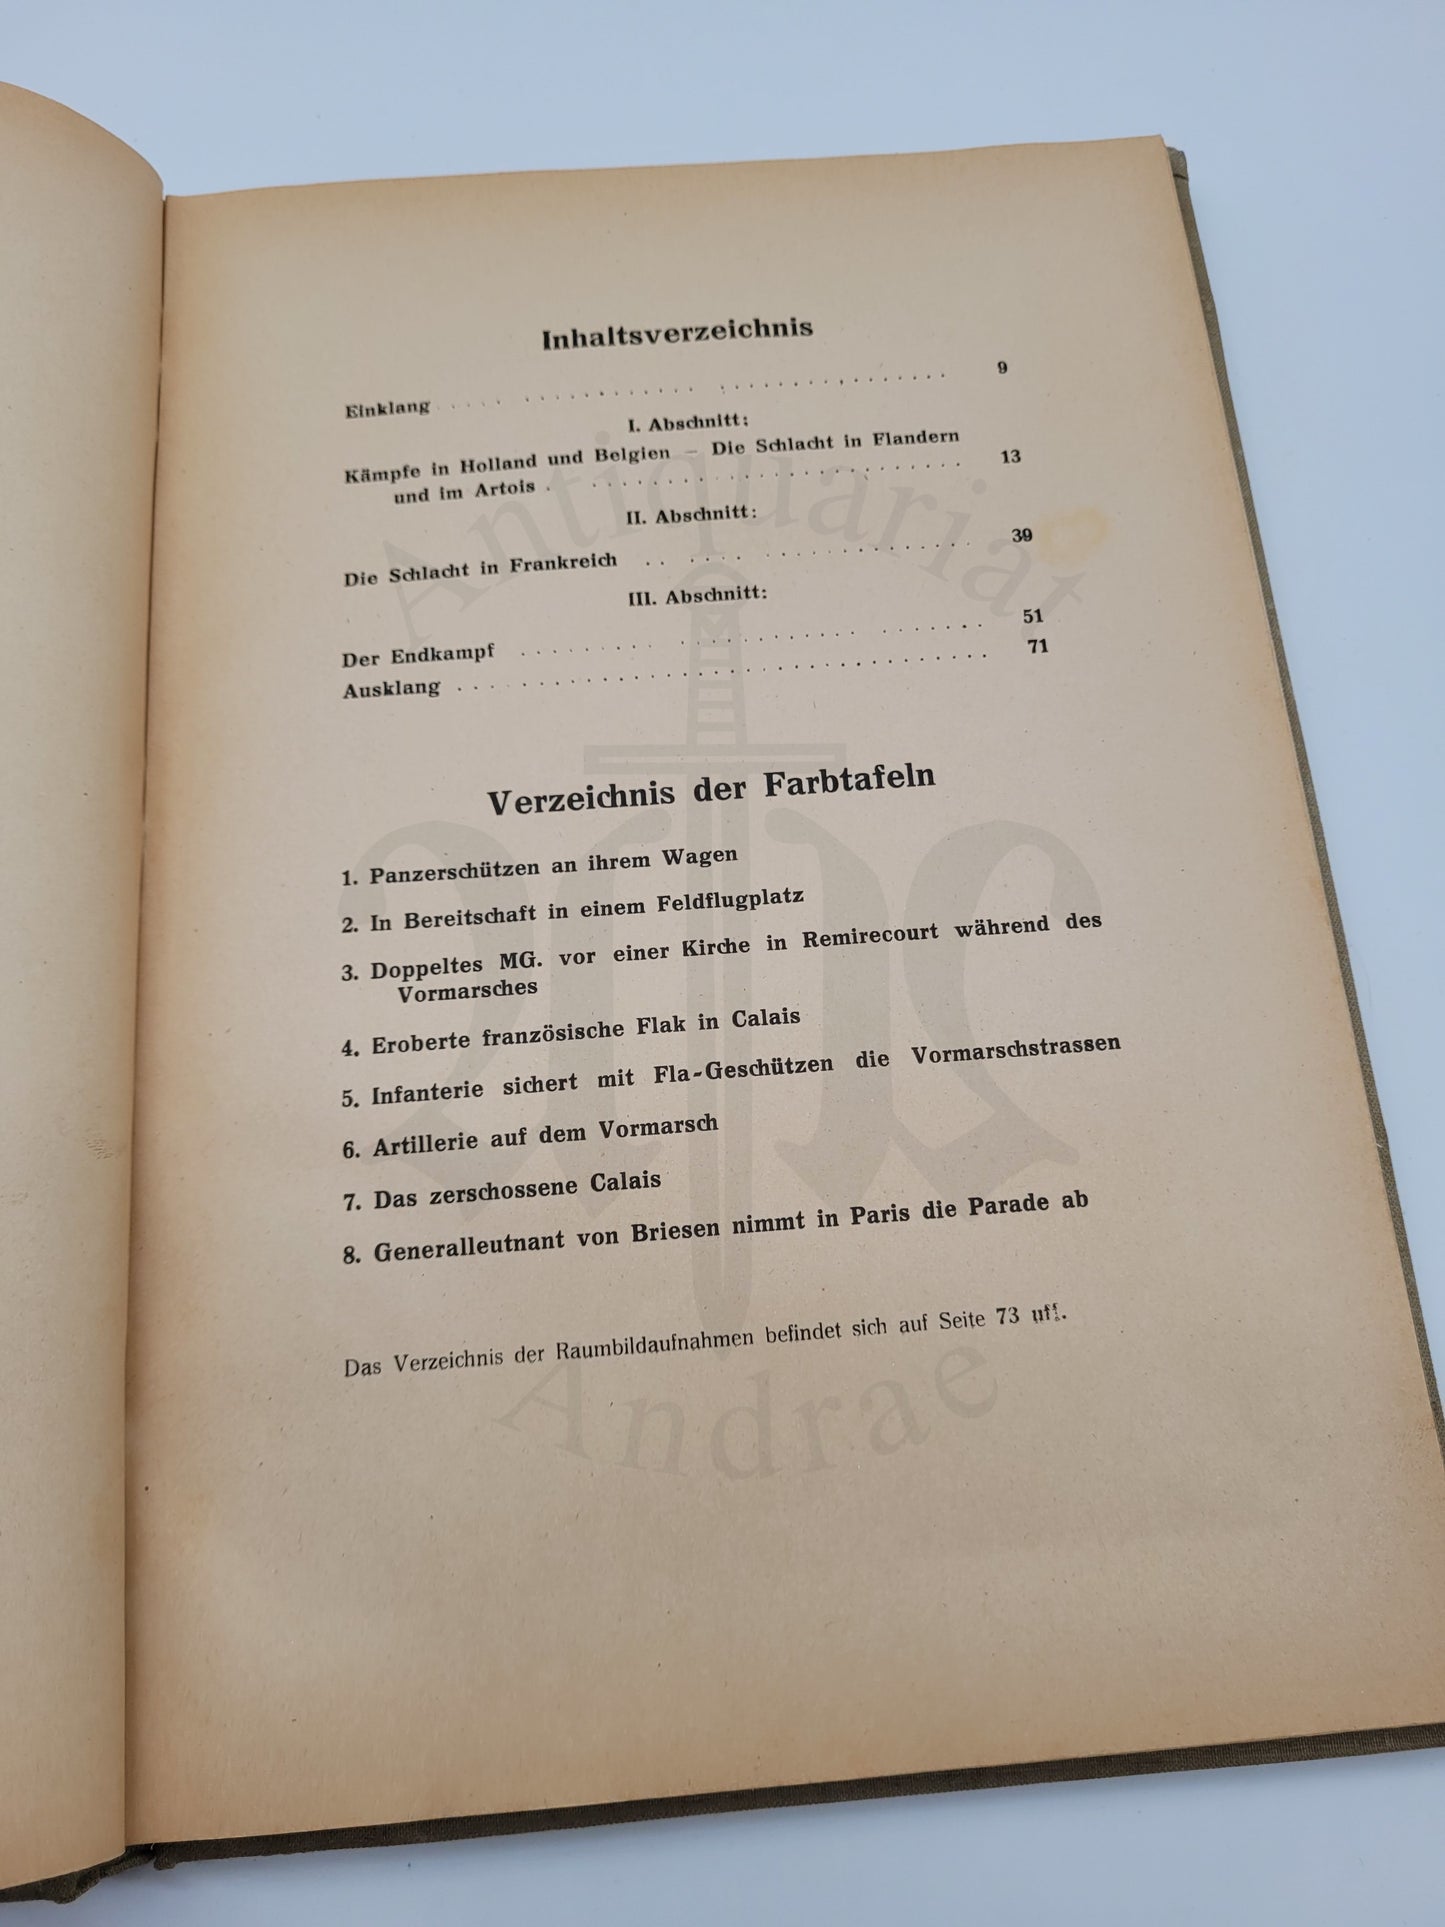 Inhaltsverzeichnis
Einklang . . . . . . . . . . . . . . . . . . . . . . . . . . . . . . . . 9
I. Abschnitt:
Kämpfe in Holland und Belgien – Die Schlacht in Flandern
und im Artois . . . . . . . . . . . . . . . . . . . . . . . . . . . 13
II. Abschnitt:
Die Schlacht in Frankreich . . . . . . . . . . . . . . . . . . . . . 39
III. Abschnitt:
Der Endkampf . . . . . . . . . . . . . . . . . . . . . . . . . . . . 51
Ausklang . . . . . . . . . . . . . . . . . . . . . . . . . . . . . . . . 71
Verzeichnis der Farbtafeln
1. Panzerschützen an ihrem Wagen
2. In Bereitschaft in einem Feldflugplatz
3. Doppeltes MG. vor einer Kirche in Remirecourt während des
Vormarsches
4. Eroberte französische Flak in Calais
5. Infanterie sichert mit Fla-Geschützen die Vormarschstrassen
6. Artillerie auf dem Vormarsch
7. Das zerschossene Calais
8. Generalleutnant von Briesen nimmt in Paris die Parade ab
Das Verzeichnis der Raumbildaufnahmen befindet sich auf Seite 73 uff.
Antiquariat
Andrae